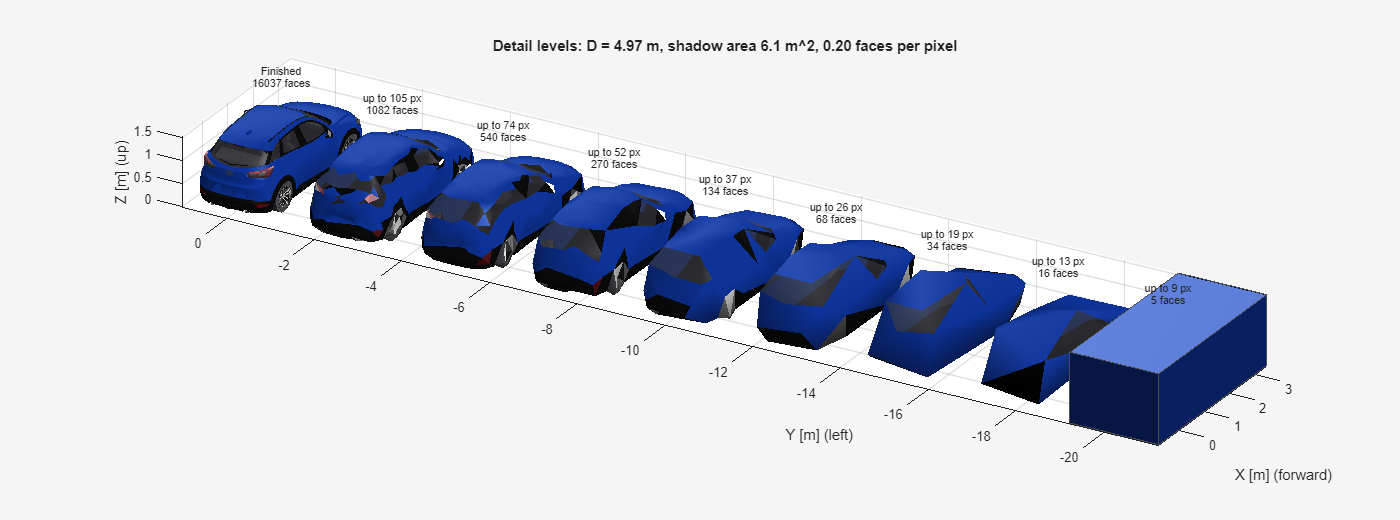 Detail levels: D = 4.97 m, shadow area 6.1 m^2, 0.20 faces per pixel
Finished
16037 faces
up to 105 px
1082 faces
up to 74 px
540 faces
up to 52 px
270 faces
up to 37 px
134 faces
up to 26 px
68 faces
up to 19 px
34 faces
up to 13 px
16 faces
up to 9 px
5 faces
1.5
1
0.5
0
Z [m] (up)
0
-2
-4
-6
-8
-10
-12
-14
-16
-18
-20
Y [m] (left)
3
2
1
0
X [m] (forward)